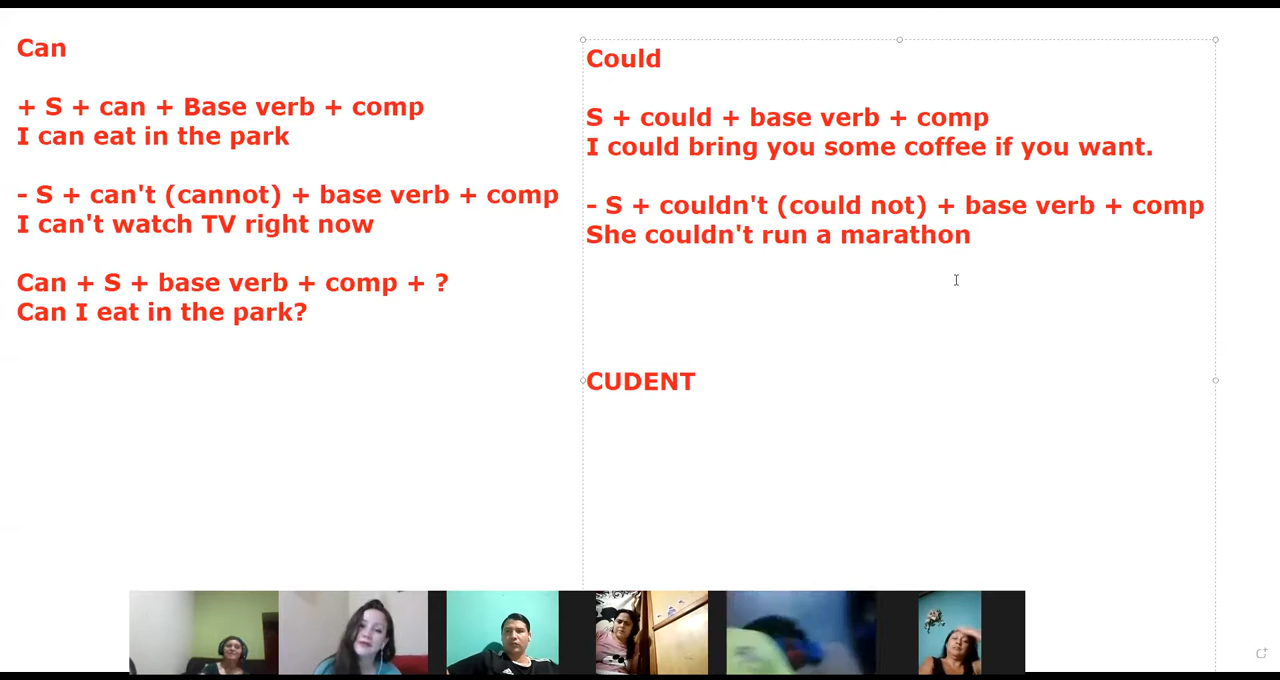 Can
+ S + can + Base verb + comp
I can eat in the park
- S + can't (cannot) + base verb + comp
I can't watch TV right now
Can + S + base verb + comp + ?
Can I eat in the park?
Could
S + could + base verb + comp
I could bring you some coffee if you want.
- S + couldn't (could not) + base verb + comp
She couldn't run a marathon
CUDENT